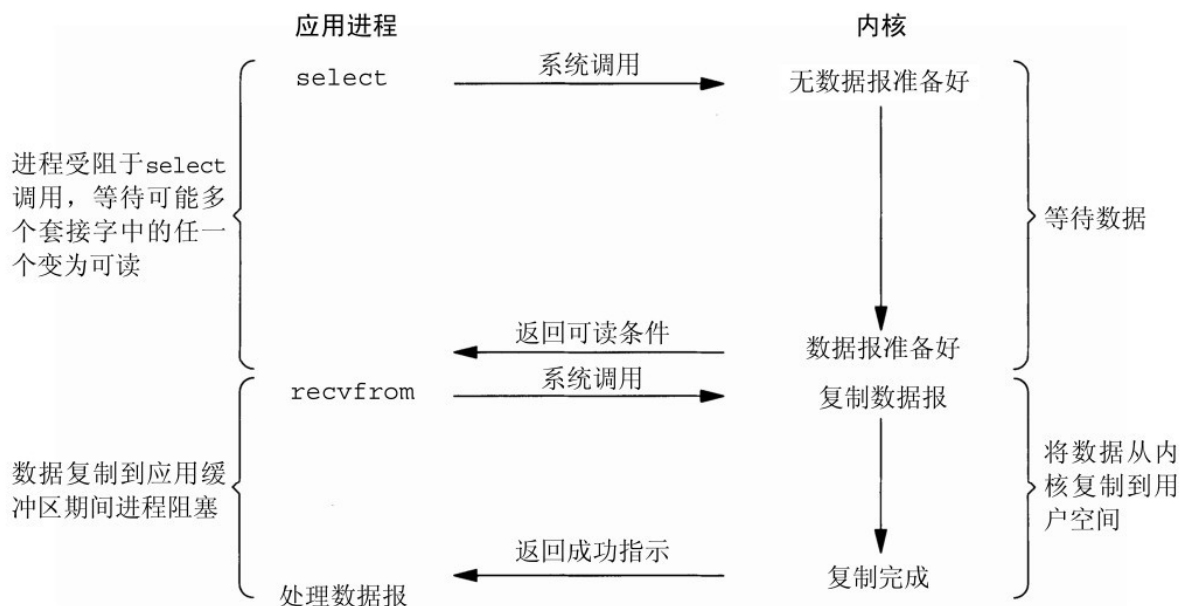 应用进程
内核
select
系统调用
无数据报准备好
进程受阻于select
调用，等待可能多
个套接字中的任一
个变为可读
等待数据
返回可读条件
数据报准备好
recvfrom
系统调用
复制数据报
数据复制到应用缓
冲区期间进程阻塞
将数据从内
核复制到用
户空间
返回成功指示
复制完成
处理数据报